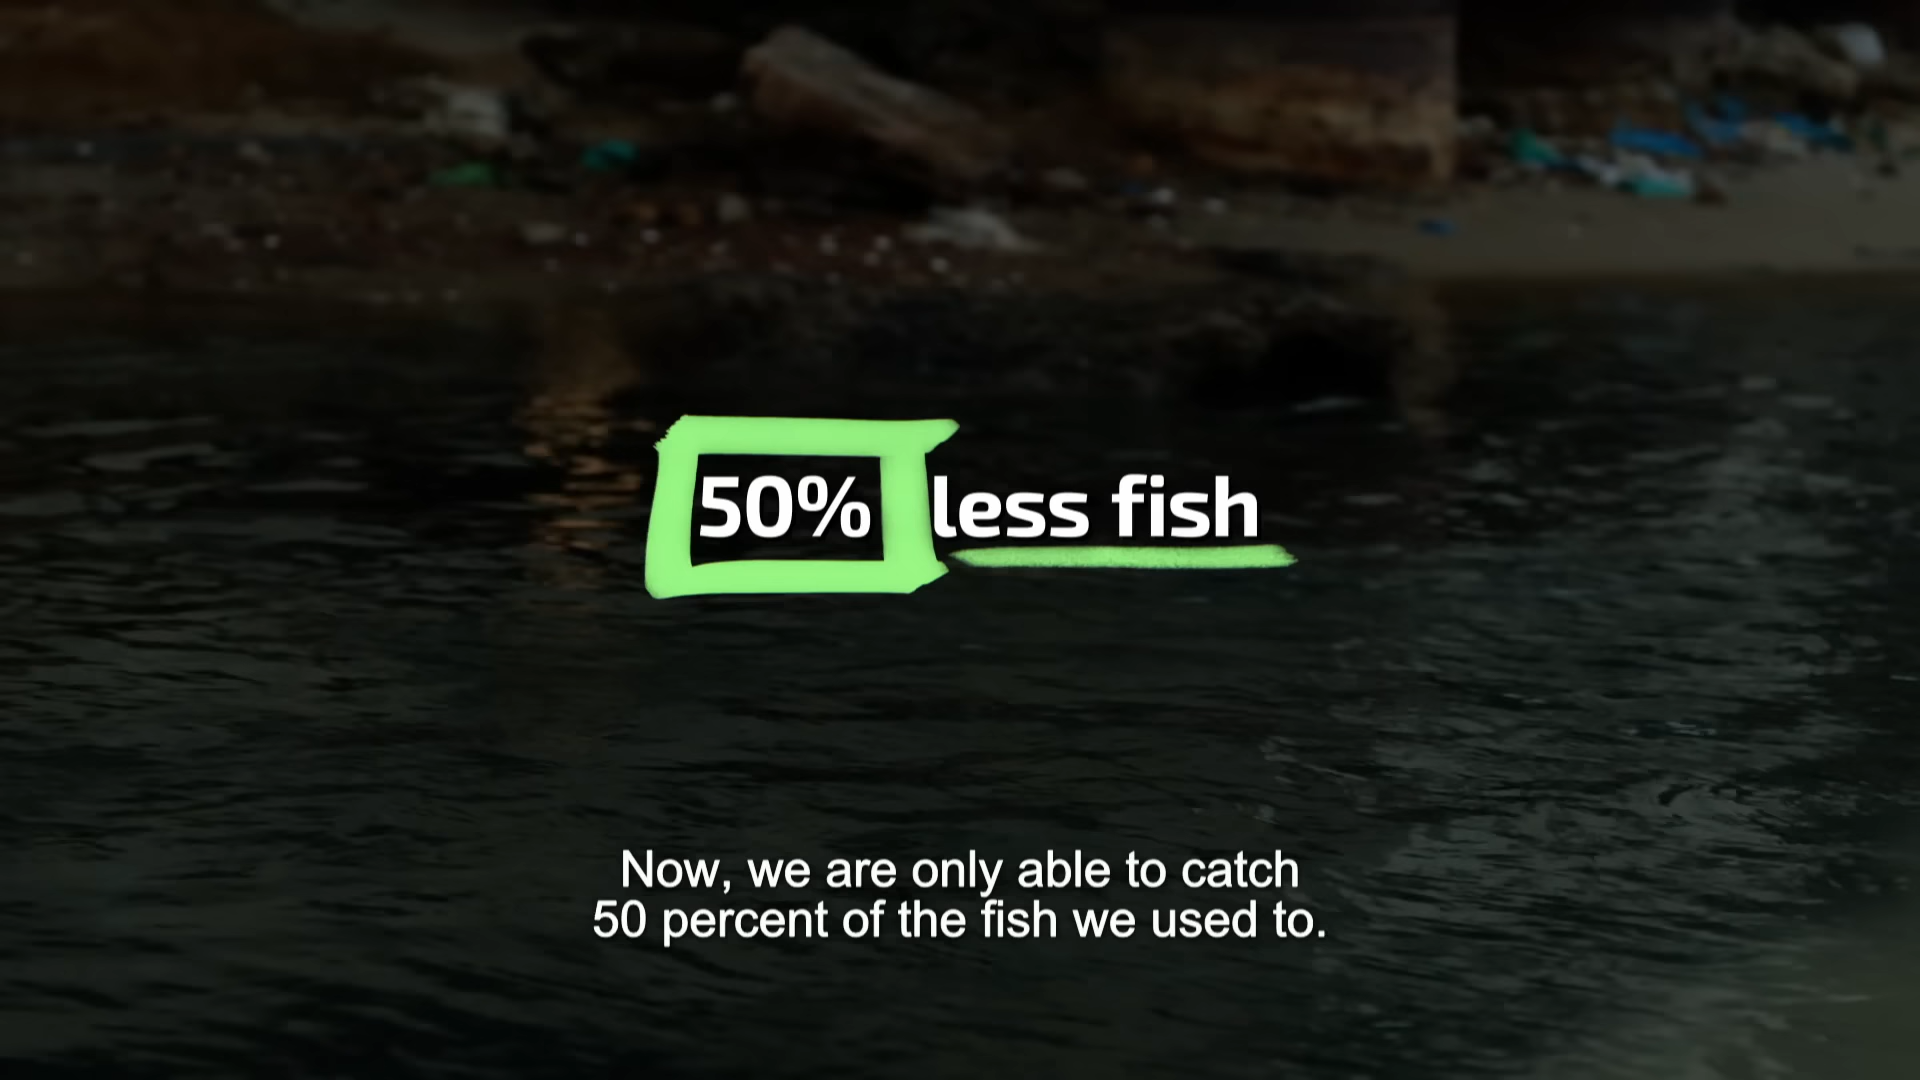 50% less fish
Now, we are only able to catch
50 percent of the fish we used to.